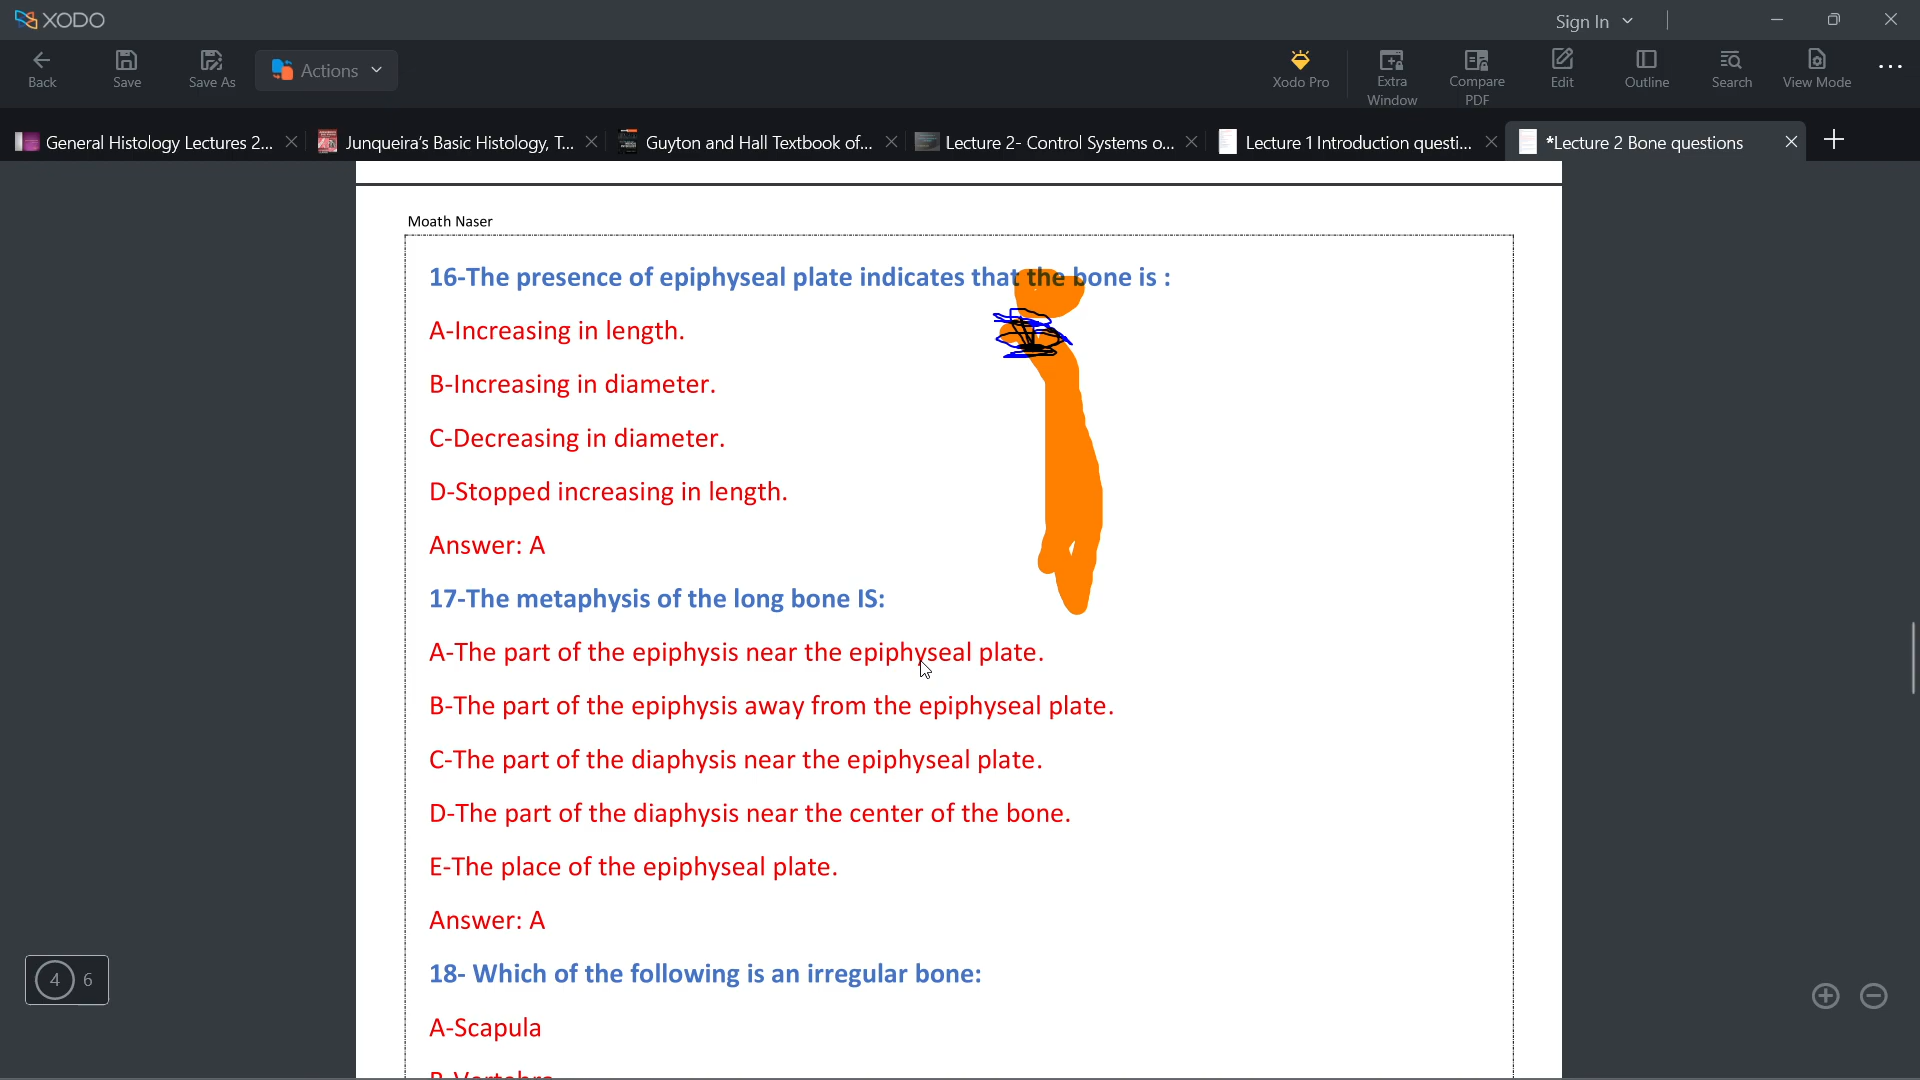 XODO
Sign In
Back
Save
Save As
Actions
Xodo Pro
Extra Window
Compare PDF
Edit
Outline
Search
View Mode
General Histology Lectures 2...
Junqueira's Basic Histology, T...
Guyton and Hall Textbook of...
Lecture 2- Control Systems o...
Lecture 1 Introduction questi...
*Lecture 2 Bone questions
Moath Naser
16-The presence of epiphyseal plate indicates that the bone is :
A-Increasing in length.
B-Increasing in diameter.
C-Decreasing in diameter.
D-Stopped increasing in length.
Answer: A
17-The metaphysis of the long bone IS:
A-The part of the epiphysis near the epiphyseal plate.
B-The part of the epiphysis away from the epiphyseal plate.
C-The part of the diaphysis near the epiphyseal plate.
D-The part of the diaphysis near the center of the bone.
E-The place of the epiphyseal plate.
Answer: A
18- Which of the following is an irregular bone:
4 6
A-Scapula